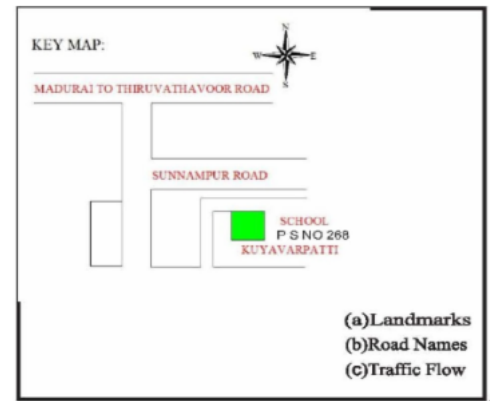 N
KEY MAP:
W E
S
MADURAI TO THIRUVATHAVOOR ROAD
SUNNAMPUR ROAD
SCHOOL
P S NO 268
KUYAVARPATTI
(a)Landmarks
(b)Road Names
(c)Traffic Flow